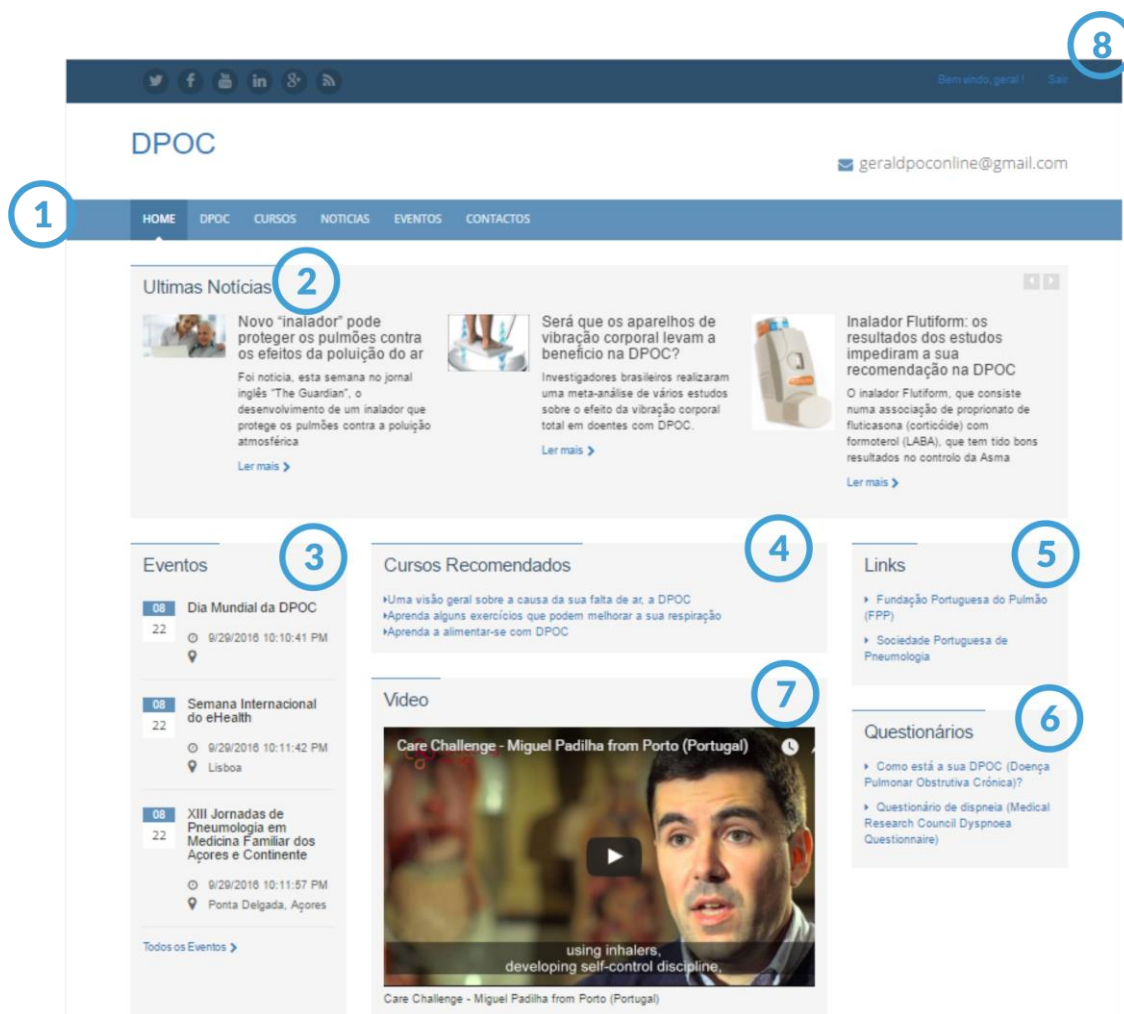 8
Bem vindo, geral ! Sair
DPOC
geraldpoconline@gmail.com
1
HOME DPOC CURSOS NOTICIAS EVENTOS CONTACTOS
Ultimas Notícias
2
Novo "inalador" pode
proteger os pulmões contra
os efeitos da poluição do ar
Foi noticia, esta semana no jornal
inglês "The Guardian", o
desenvolvimento de um inalador que
protege os pulmões contra a poluição
atmosférica
Ler mais
Será que os aparelhos de
vibração corporal levam a
beneficio na DPOC?
Investigadores brasileiros realizaram
uma meta-análise de vários estudos
sobre o efeito da vibração corporal
total em doentes com DPOC.
Ler mais
Inalador Flutiform: os
resultados dos estudos
impediram a sua
recomendação na DPOC
O inalador Flutiform, que consiste
numa associação de proprionato de
fluticasona (corticóide) com
formoterol (LABA), que tem tido bons
resultados no controlo da Asma
Ler mais
Eventos
3
08
22
Dia Mundial da DPOC
9/29/2016 10:10:41 PM
08
22
Semana Internacional
do eHealth
9/29/2016 10:11:42 PM
Lisboa
08
22
XIII Jornadas de
Pneumologia em
Medicina Familiar dos
Açores e Continente
9/29/2016 10:11:57 PM
Ponta Delgada, Açores
Todos os Eventos
Cursos Recomendados
4
Uma visão geral sobre a causa da sua falta de ar, a DPOC
Aprenda alguns exercícios que podem melhorar a sua respiração
Aprenda a alimentar-se com DPOC
Video
7
Care Challenge - Miguel Padilha from Porto (Portugal)
using inhalers,
developing self-control discipline,
Care Challenge - Miguel Padilha from Porto (Portugal)
Links
5
Fundação Portuguesa do Pulmão
(FPP)
Sociedade Portuguesa de
Pneumologia
Questionários
6
Como está a sua DPOC (Doença
Pulmonar Obstrutiva Crónica)?
Questionário de dispneia (Medical
Research Council Dyspnoea
Questionnaire)